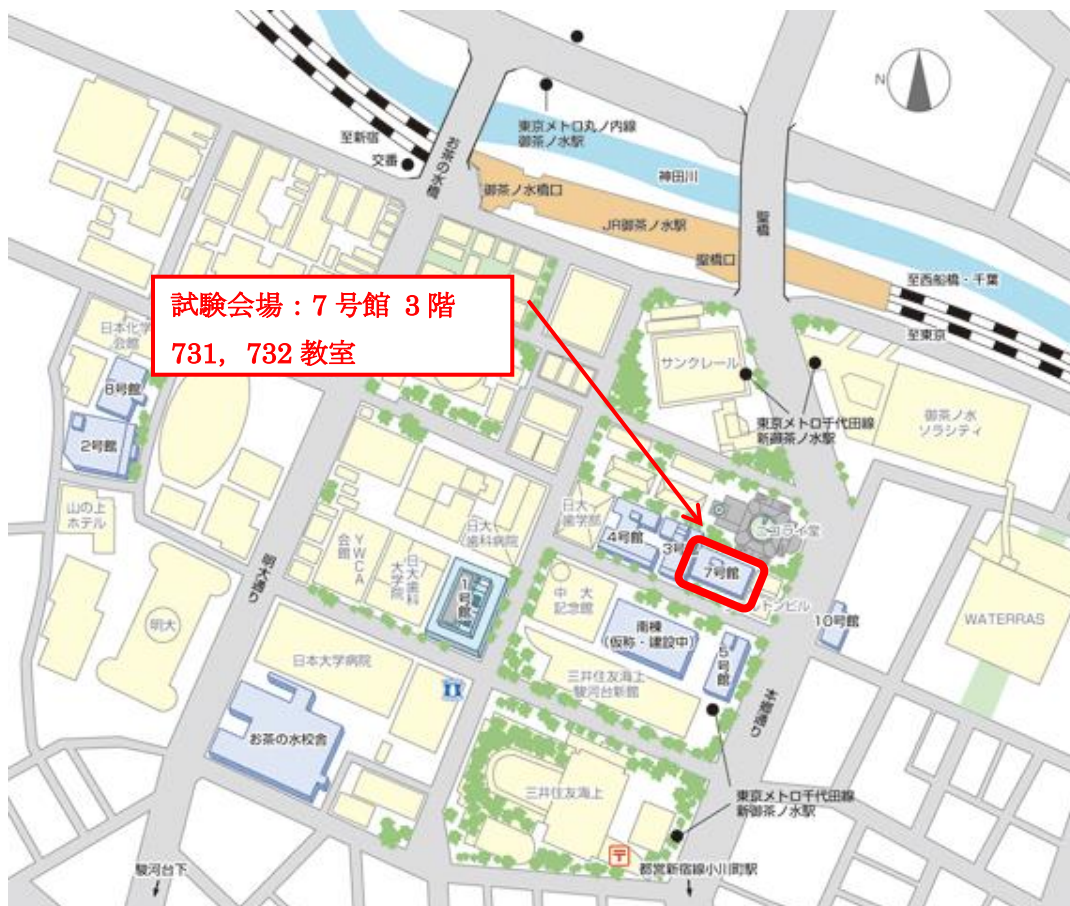 N
東京メトロ丸ノ内線
御茶ノ水駅
至新宿
交番
お茶の水橋
神田川
御茶ノ水橋口
JR御茶ノ水駅
聖橋
聖橋口
至西船橋・千葉
至東京
試験会場：7号館 3階
731，732教室
日本化学
会館
サンクレール
8号館
2号館
東京メトロ千代田線
新御茶ノ水駅
御茶ノ水
ソラシティ
山の上
ホテル
日大
歯学部
日大
歯科病院
ニコライ堂
4号館
3号
7号館
YWCA
会館
日大歯科
大学院
1号館
明大通り
中大
記念館
トンビル
10号館
WATERRAS
明大
南棟
(仮称・建設中)
5号館
日本大学病院
三井住友海上
駿河台新館
本郷通り
お茶の水校舎
三井住友海上
東京メトロ千代田線
新御茶ノ水駅
〒
駿河台下
都営新宿線小川町駅